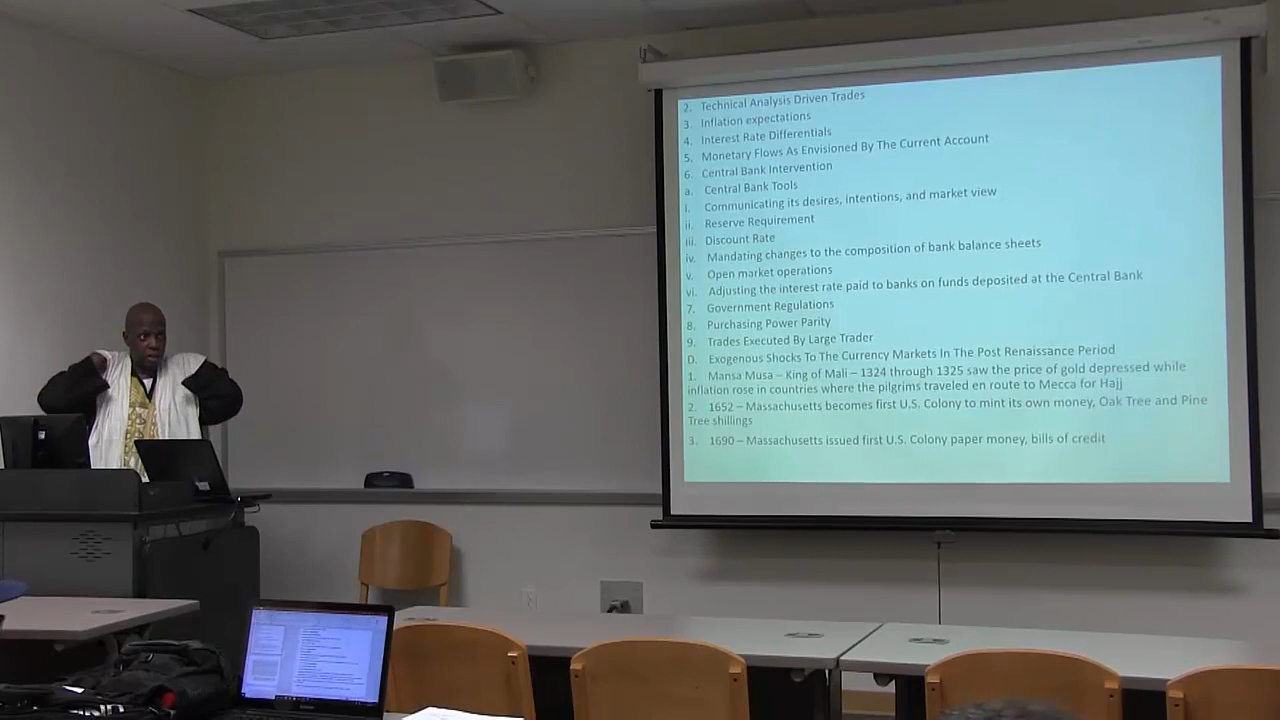 2. Technical Analysis Driven Trades
3. Inflation expectations
4. Interest Rate Differentials
5. Monetary Flows As Envisioned By The Current Account
6. Central Bank Intervention
a. Central Bank Tools
i. Communicating its desires, intentions, and market view
ii. Reserve Requirement
iii. Discount Rate
iv. Mandating changes to the composition of bank balance sheets
v. Open market operations
vi. Adjusting the interest rate paid to banks on funds deposited at the Central Bank
7. Government Regulations
8. Purchasing Power Parity
9. Trades Executed By Large Trader
D. Exogenous Shocks To The Currency Markets In The Post Renaissance Period
1. Mansa Musa – King of Mali – 1324 through 1325 saw the price of gold depressed while
inflation rose in countries where the pilgrims traveled en route to Mecca for Hajj
2. 1652 – Massachusetts becomes first U.S. Colony to mint its own money, Oak Tree and Pine
Tree shillings
3. 1690 – Massachusetts issued first U.S. Colony paper money, bills of credit